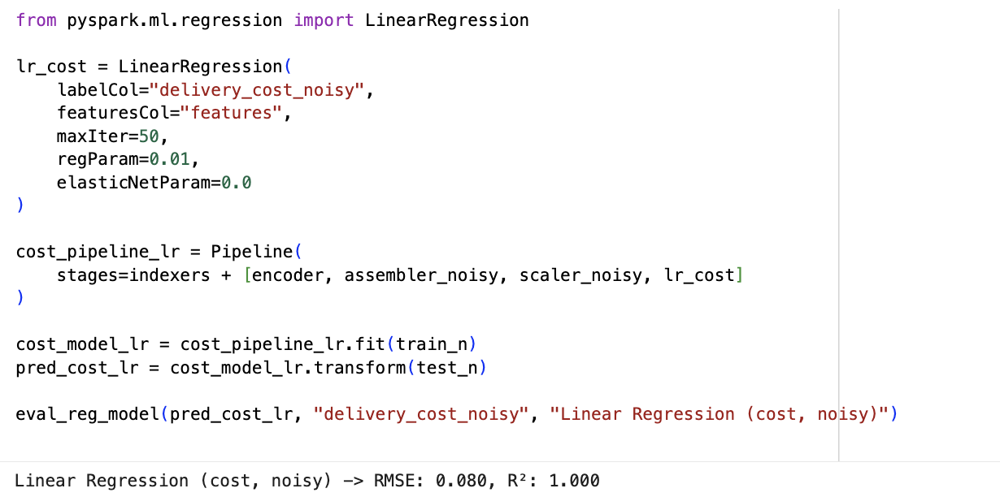 from pyspark.ml.regression import LinearRegression
lr_cost = LinearRegression(
    labelCol="delivery_cost_noisy",
    featuresCol="features",
    maxIter=50,
    regParam=0.01,
    elasticNetParam=0.0
)
cost_pipeline_lr = Pipeline(
    stages=indexers + [encoder, assembler_noisy, scaler_noisy, lr_cost]
)
cost_model_lr = cost_pipeline_lr.fit(train_n)
pred_cost_lr = cost_model_lr.transform(test_n)
eval_reg_model(pred_cost_lr, "delivery_cost_noisy", "Linear Regression (cost, noisy)")
Linear Regression (cost, noisy) —> RMSE: 0.080, R²: 1.000